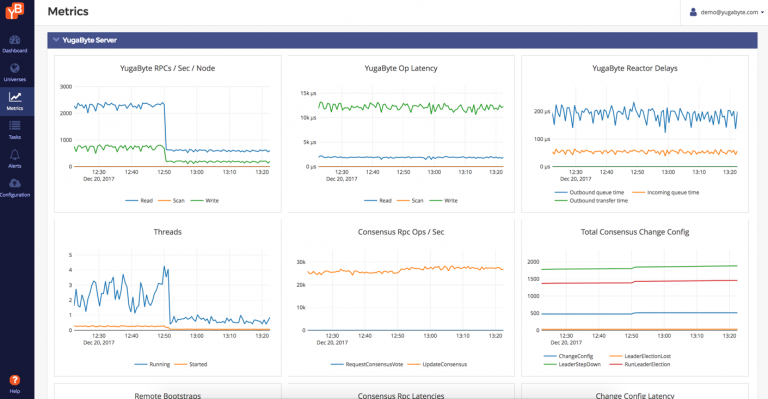 YB
Metrics
demo@yugabyte.com
Dashboard
Universes
Metrics
Tasks
Alerts
Configuration
Help
YugaByte Server
YugaByte RPCs / Sec / Node
3000
2000
1000
0
12:30 12:40 12:50 13:00 13:10 13:20
Dec 20, 2017
Read Scan Write
YugaByte Op Latency
15k µs
10k µs
5k µs
0 µs
12:30 12:40 12:50 13:00 13:10 13:20
Dec 20, 2017
Read Scan Write
YugaByte Reactor Delays
200 µs
100 µs
0 µs
12:30 12:40 12:50 13:00 13:10 13:20
Dec 20, 2017
Outbound queue time Incoming queue time
Outbound transfer time
Threads
5
4
3
2
1
0
12:30 12:40 12:50 13:00 13:10 13:20
Dec 20, 2017
Running Started
Consensus Rpc Ops / Sec
30k
20k
10k
0
12:30 12:40 12:50 13:00 13:10 13:20
Dec 20, 2017
RequestConsensusVote UpdateConsensus
Total Consensus Change Config
2000
1500
1000
500
0
12:30 12:40 12:50 13:00 13:10 13:20
Dec 20, 2017
ChangeConfig LeaderElectionLost
LeaderStepDown RunLeaderElection
Remote Bootstraps
Consensus Rpc Latencies
Change Config Latency